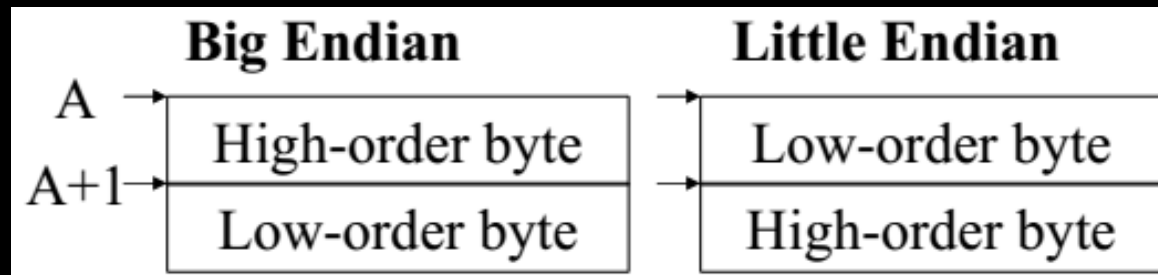 Big Endian Little Endian
A High-order byte Low-order byte
A+1 Low-order byte High-order byte